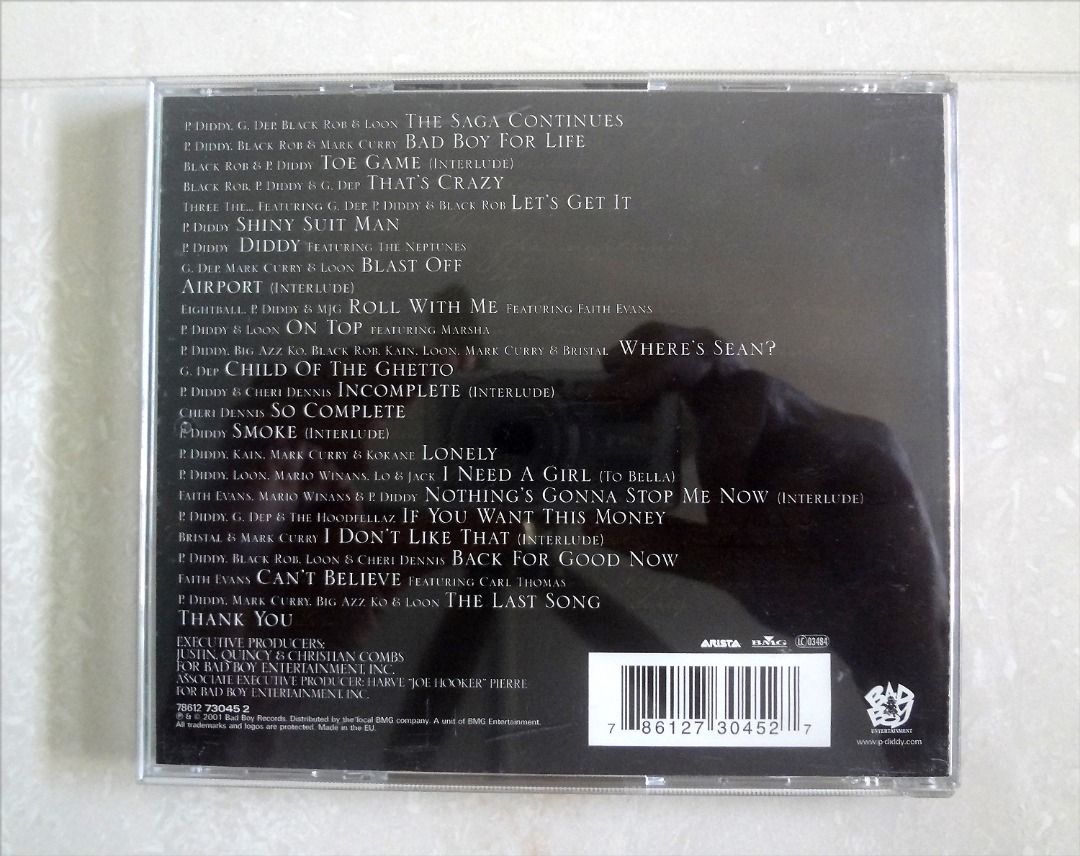 P. Diddy, G. Dep, Black Rob & Loon The Saga Continues
P. Diddy, Black Rob & Mark Curry Bad Boy For Life
Black Rob & P. Diddy Toe Game (Interlude)
Black Rob, P. Diddy & G. Dep That's Crazy
Three The... Featuring G. Dep, P. Diddy & Black Rob Let's Get It
P. Diddy Shiny Suit Man
P. Diddy Diddy Featuring The Neptunes
G. Dep, Mark Curry & Loon Blast Off
Airport (Interlude)
Eightball, P. Diddy & MJG Roll With Me Featuring Faith Evans
P. Diddy & Loon On Top featuring Marsha
P. Diddy, Big Azz Ko, Black Rob, Kain, Loon, Mark Curry & Bristal Where's Sean?
G. Dep Child Of The Ghetto
P. Diddy & Cheri Dennis Incomplete (Interlude)
Cheri Dennis So Complete
P. Diddy Smoke (Interlude)
P. Diddy, Kain, Mark Curry & Kokane Lonely
P. Diddy, Loon, Mario Winans, Lo & Jack I Need A Girl (To Bella)
Faith Evans, Mario Winans & P. Diddy Nothing's Gonna Stop Me Now (Interlude)
P. Diddy, G. Dep & The Hoodfellaz If You Want This Money
Bristal & Mark Curry I Don't Like That (Interlude)
P. Diddy, Black Rob, Loon & Cheri Dennis Back For Good Now
Faith Evans Can't Believe Featuring Carl Thomas
P. Diddy, Mark Curry, Big Azz Ko & Loon The Last Song
Thank You
EXECUTIVE PRODUCERS:
JUSTIN, QUINCY & CHRISTIAN COMBS
FOR BAD BOY ENTERTAINMENT, INC.
ASSOCIATE EXECUTIVE PRODUCER: HARVE "JOE HOOKER" PIERRE
FOR BAD BOY ENTERTAINMENT, INC.
78612 73045 2
℗ & © 2001 Bad Boy Records. Distributed by the local BMG company. A unit of BMG Entertainment.
All trademarks and logos are protected. Made in the EU.
ARISTA BMG LC 03484
7 86127 30452 7
BAD BOY
ENTERTAINMENT
www.p-diddy.com